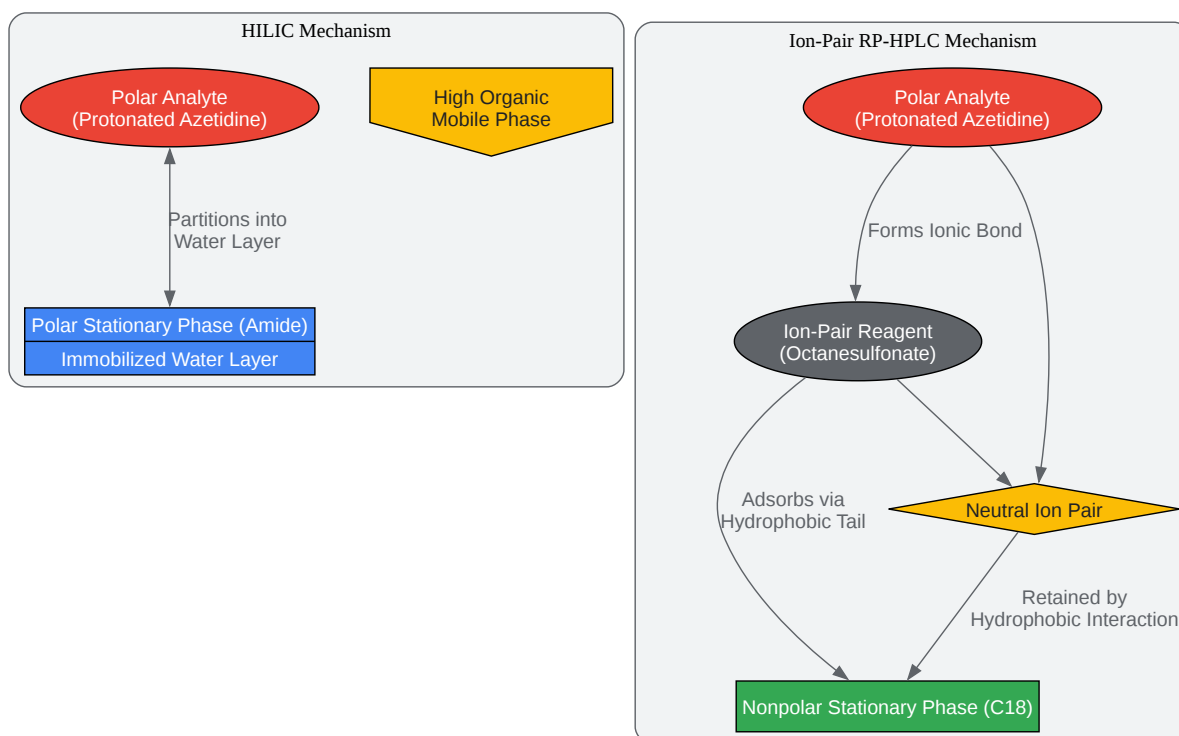 HILIC Mechanism
Polar Analyte
(Protonated Azetidine)
High Organic
Mobile Phase
Partitions into
Water Layer
Polar Stationary Phase (Amide)
Immobilized Water Layer
Ion-Pair RP-HPLC Mechanism
Polar Analyte
(Protonated Azetidine)
Forms Ionic Bond
Ion-Pair Reagent
(Octanesulfonate)
Adsorbs via
Hydrophobic Tail
Neutral Ion Pair
Retained by
Hydrophobic Interaction
Nonpolar Stationary Phase (C18)